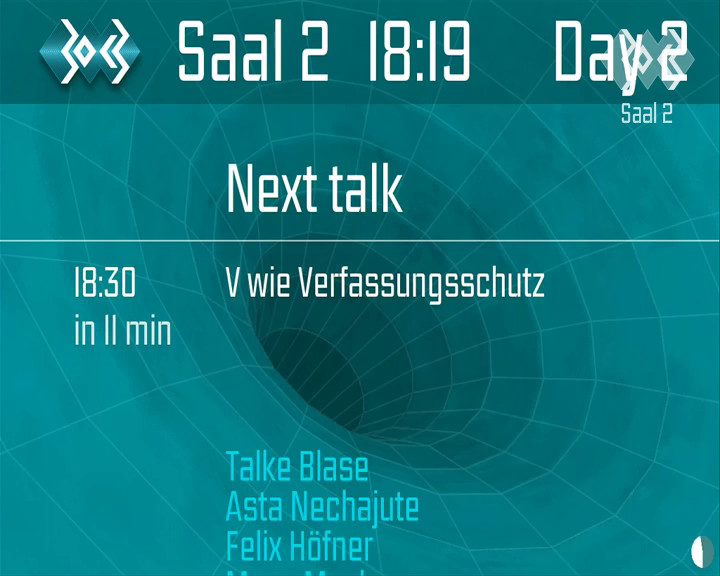 Saal 2 18:19 Day 2
Saal 2
Next talk
18:30 V wie Verfassungsschutz
in 11 min
Talke Blase
Asta Nechajute
Felix Höfner